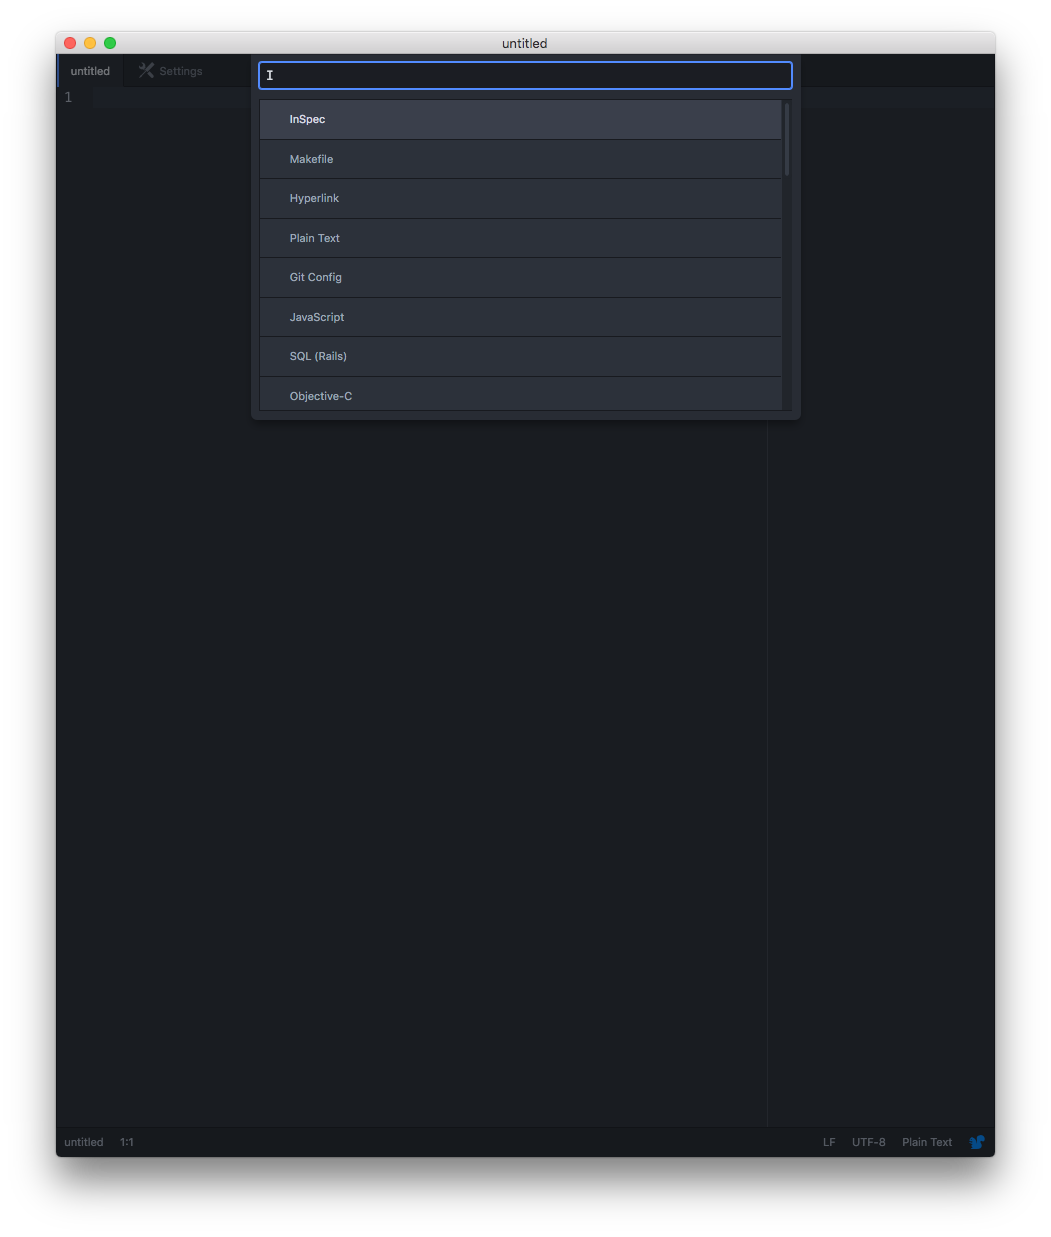 untitled
untitled Settings
1
InSpec
Makefile
Hyperlink
Plain Text
Git Config
JavaScript
SQL (Rails)
Objective-C
untitled 1:1 LF UTF-8 Plain Text